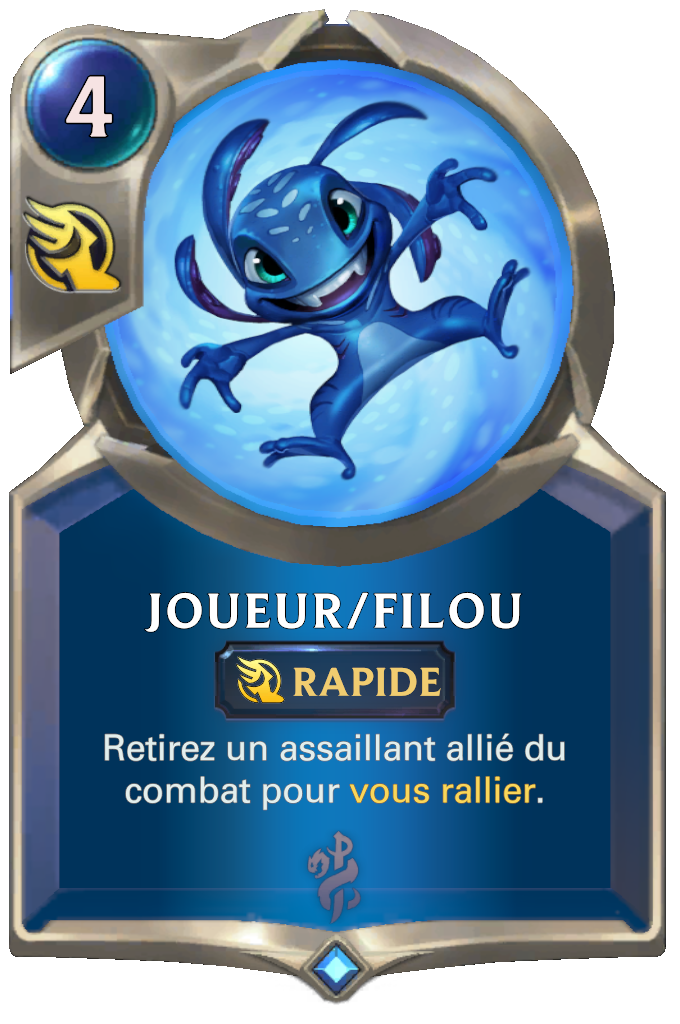 4
JOUEUR/FILOU
RAPIDE
Retirez un assaillant allié du
combat pour vous rallier.